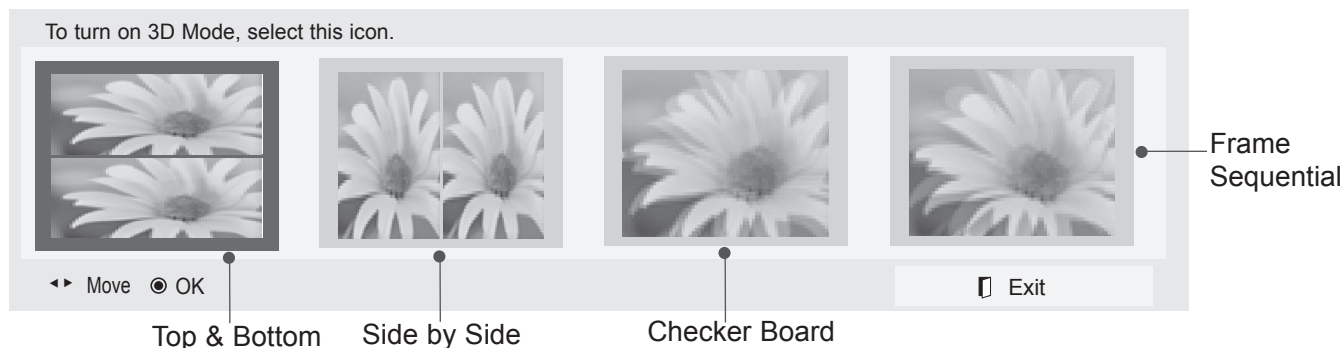 To turn on 3D Mode, select this icon.
Frame
Sequential
◄► Move ◉ OK
Exit
Top & Bottom
Side by Side
Checker Board